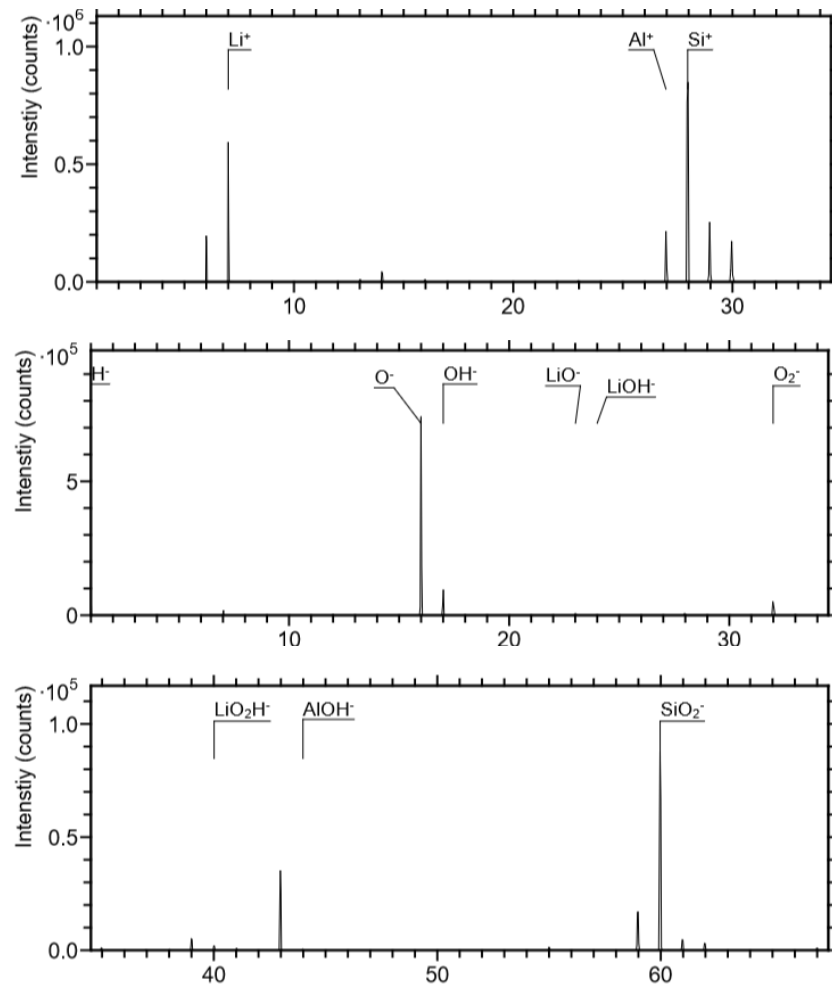 ·10⁶
Li⁺
Al⁺
Si⁺
1.0
0.5
0.0
Intenstiy (counts)
10
20
30
·10⁵
H⁻
O⁻
OH⁻
LiO⁻
LiOH⁻
O₂⁻
5
0
Intenstiy (counts)
10
20
30
·10⁵
LiO₂H⁻
AlOH⁻
SiO₂⁻
1.0
0.5
0.0
Intenstiy (counts)
40
50
60